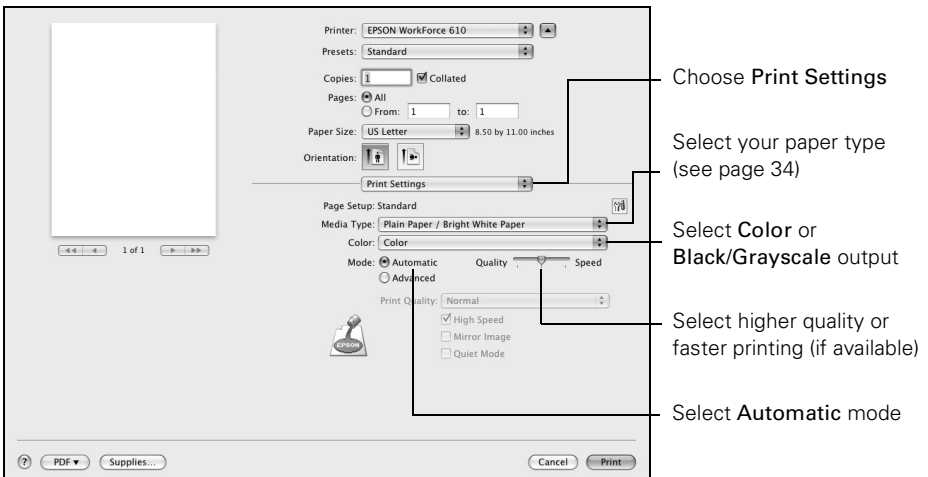 Printer: EPSON WorkForce 610
Presets: Standard
Copies: 1 Collated
Pages: All
From: 1 to: 1
Paper Size: US Letter 8.50 by 11.00 inches
Orientation:
Print Settings
Page Setup: Standard
Media Type: Plain Paper / Bright White Paper
Color: Color
Mode: Automatic Quality Speed
Advanced
Print Quality: Normal
High Speed
Mirror Image
Quiet Mode
EPSON
1 of 1
? PDF Supplies... Cancel Print
Choose Print Settings
Select your paper type
(see page 34)
Select Color or
Black/Grayscale output
Select higher quality or
faster printing (if available)
Select Automatic mode